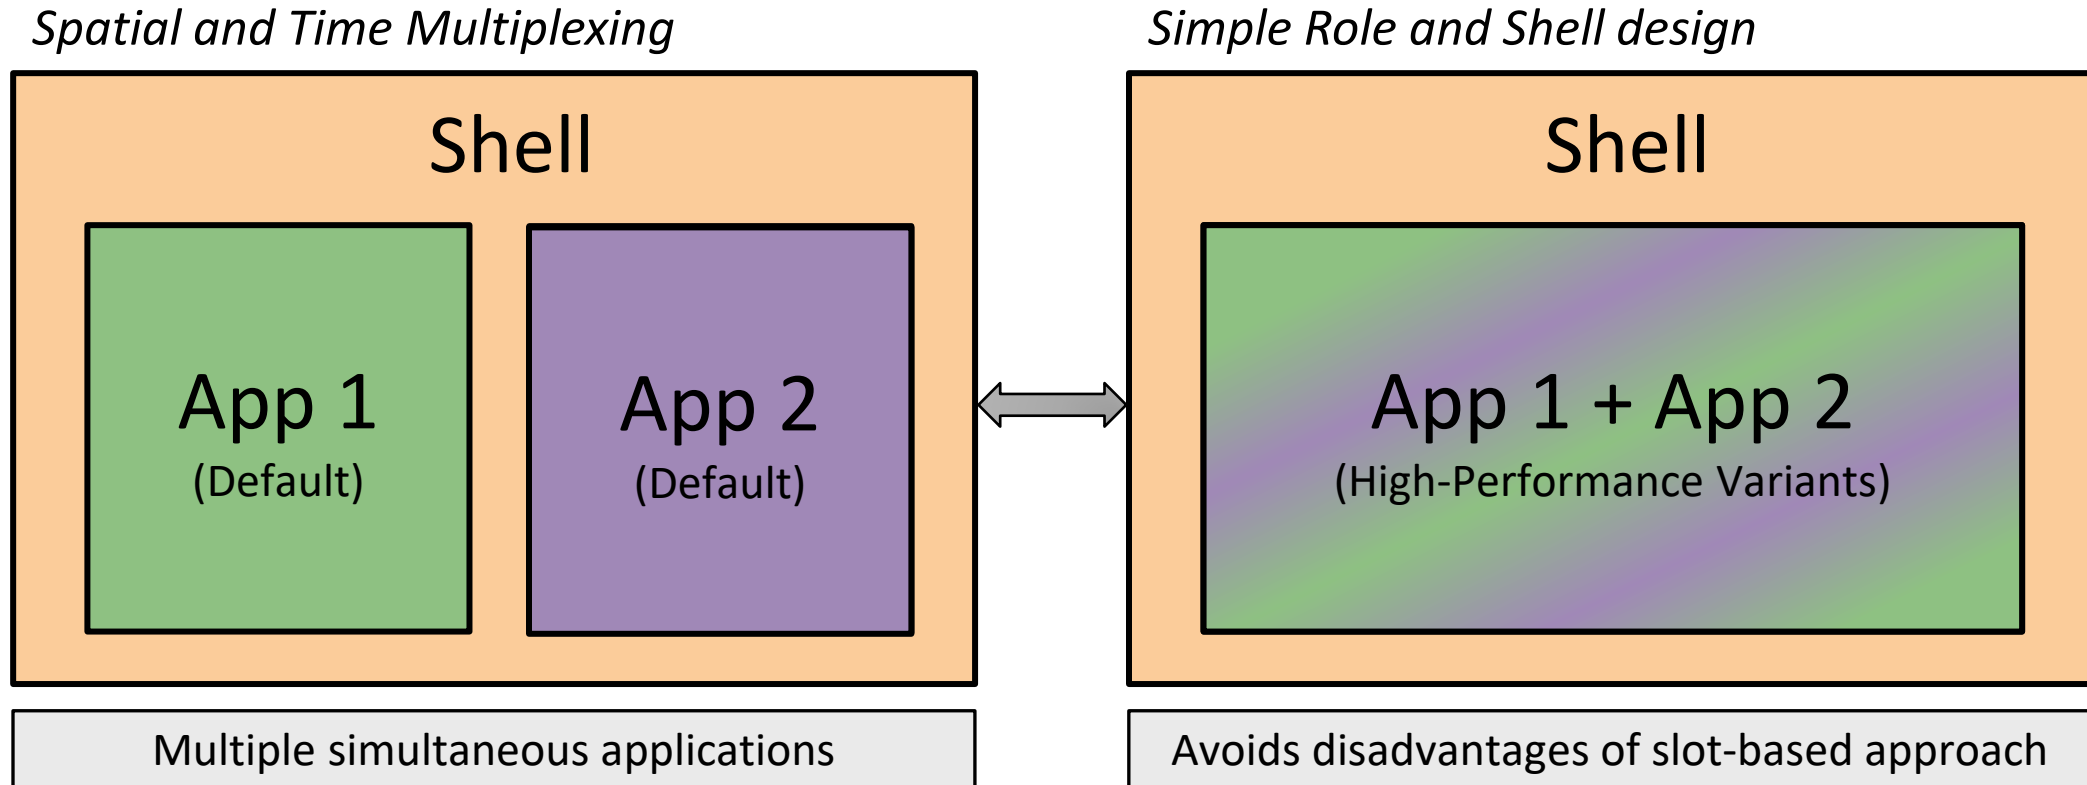 Spatial and Time Multiplexing
Shell
App 1
(Default)
App 2
(Default)
Multiple simultaneous applications
Simple Role and Shell design
Shell
App 1 + App 2
(High-Performance Variants)
Avoids disadvantages of slot-based approach